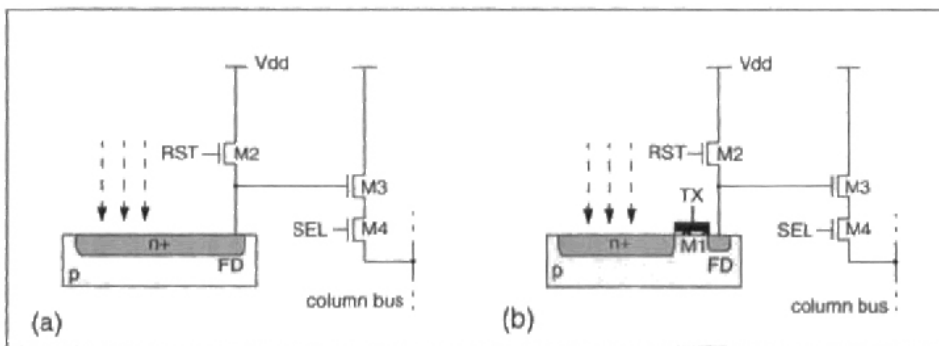 Vdd
RST
M2
M3
SEL
M4
n+
FD
p
column bus
(a)
Vdd
RST
M2
TX
M3
SEL
M4
n+
M1
FD
p
column bus
(b)